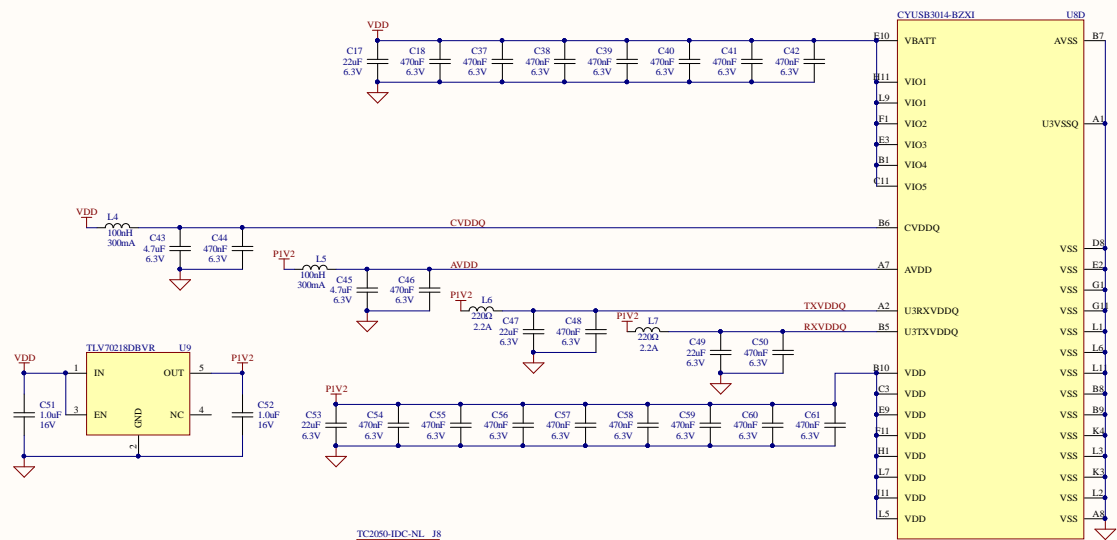 CYUSB3014-BZXI U8D
VDD
C17 22uF 6.3V
C18 470nF 6.3V
C37 470nF 6.3V
C38 470nF 6.3V
C39 470nF 6.3V
C40 470nF 6.3V
C41 470nF 6.3V
C42 470nF 6.3V
E10 VBATT
H11 VIO1
L9 VIO1
F1 VIO2
E3 VIO3
B1 VIO4
C11 VIO5
B6 CVDDQ
A7 AVDD
A2 U3RXVDDQ
B5 U3TXVDDQ
B10 VDD
C3 VDD
E9 VDD
F11 VDD
H1 VDD
L7 VDD
J11 VDD
L5 VDD
AVSS B7
U3VSSQ A1
VSS D8
VSS E2
VSS G1
VSS G11
VSS L1
VSS L6
VSS L1
VSS B8
VSS B9
VSS K4
VSS L3
VSS K3
VSS L2
VSS A8
VDD
L4
100nH
300mA
C43 4.7uF 6.3V
C44 470nF 6.3V
CVDDQ
P1V2
L5
100nH
300mA
C45 4.7uF 6.3V
C46 470nF 6.3V
AVDD
P1V2
L6
220Ω
2.2A
C47 22uF 6.3V
C48 470nF 6.3V
TXVDDQ
P1V2
L7
220Ω
2.2A
C49 22uF 6.3V
C50 470nF 6.3V
RXVDDQ
TLV70218DBVR U9
VDD
P1V2
1 IN
OUT 5
3 EN
NC 4
GND
2
C51 1.0uF 16V
C52 1.0uF 16V
P1V2
C53 22uF 6.3V
C54 470nF 6.3V
C55 470nF 6.3V
C56 470nF 6.3V
C57 470nF 6.3V
C58 470nF 6.3V
C59 470nF 6.3V
C60 470nF 6.3V
C61 470nF 6.3V
TC2050-IDC-NL J8